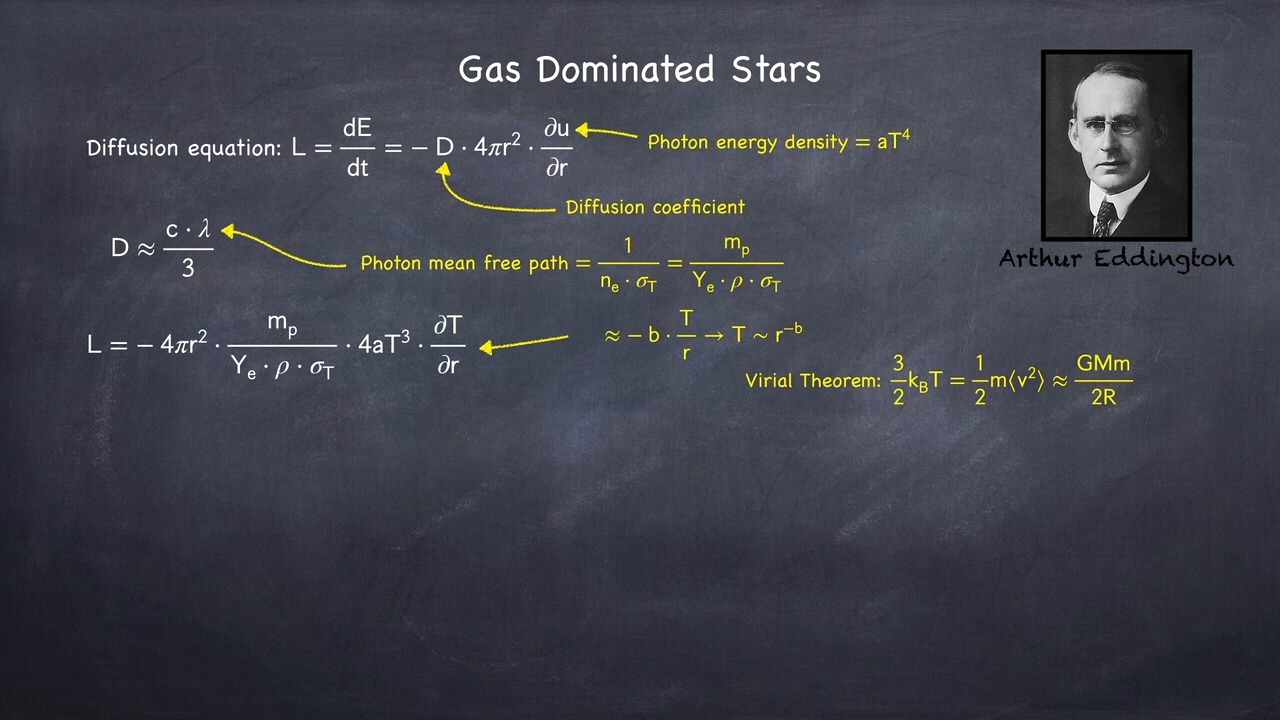 Gas Dominated Stars
Diffusion equation: L = dE/dt = − D · 4πr² · ∂u/∂r
Photon energy density = aT⁴
Diffusion coefficient
D ≈ c · λ/3
Photon mean free path = 1/nₑ · σ_T = m_p/Yₑ · ρ · σ_T
L = − 4πr² · m_p/Yₑ · ρ · σ_T · 4aT³ · ∂T/∂r
≈ − b · T/r → T ~ r⁻ᵇ
Virial Theorem: 3/2 k_BT = 1/2 m⟨v²⟩ ≈ GMm/2R
Arthur Eddington